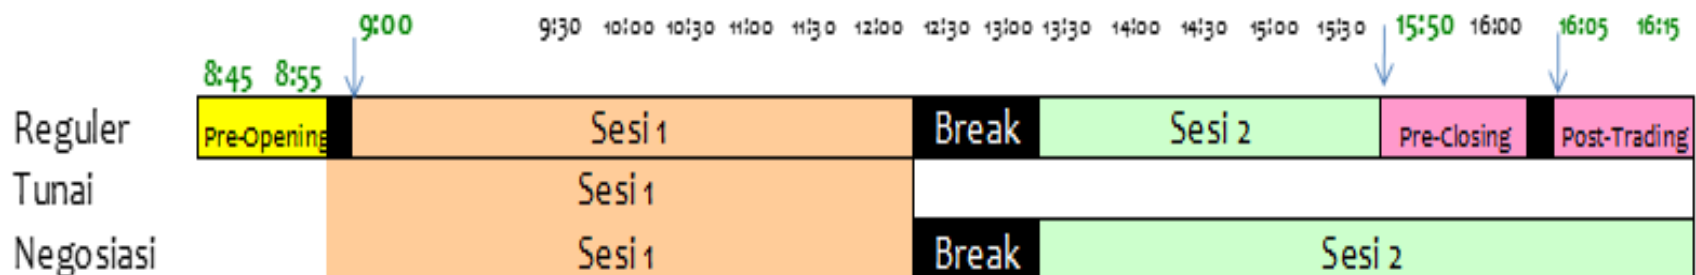 9:00 9:30 10:00 10:30 11:00 11:30 12:00 12:30 13:00 13:30 14:00 14:30 15:00 15:30 15:50 16:00 16:05 16:15
8:45 8:55
Reguler Pre-Opening Sesi 1 Break Sesi 2 Pre-Closing Post-Trading
Tunai Sesi 1
Negosiasi Sesi 1 Break Sesi 2